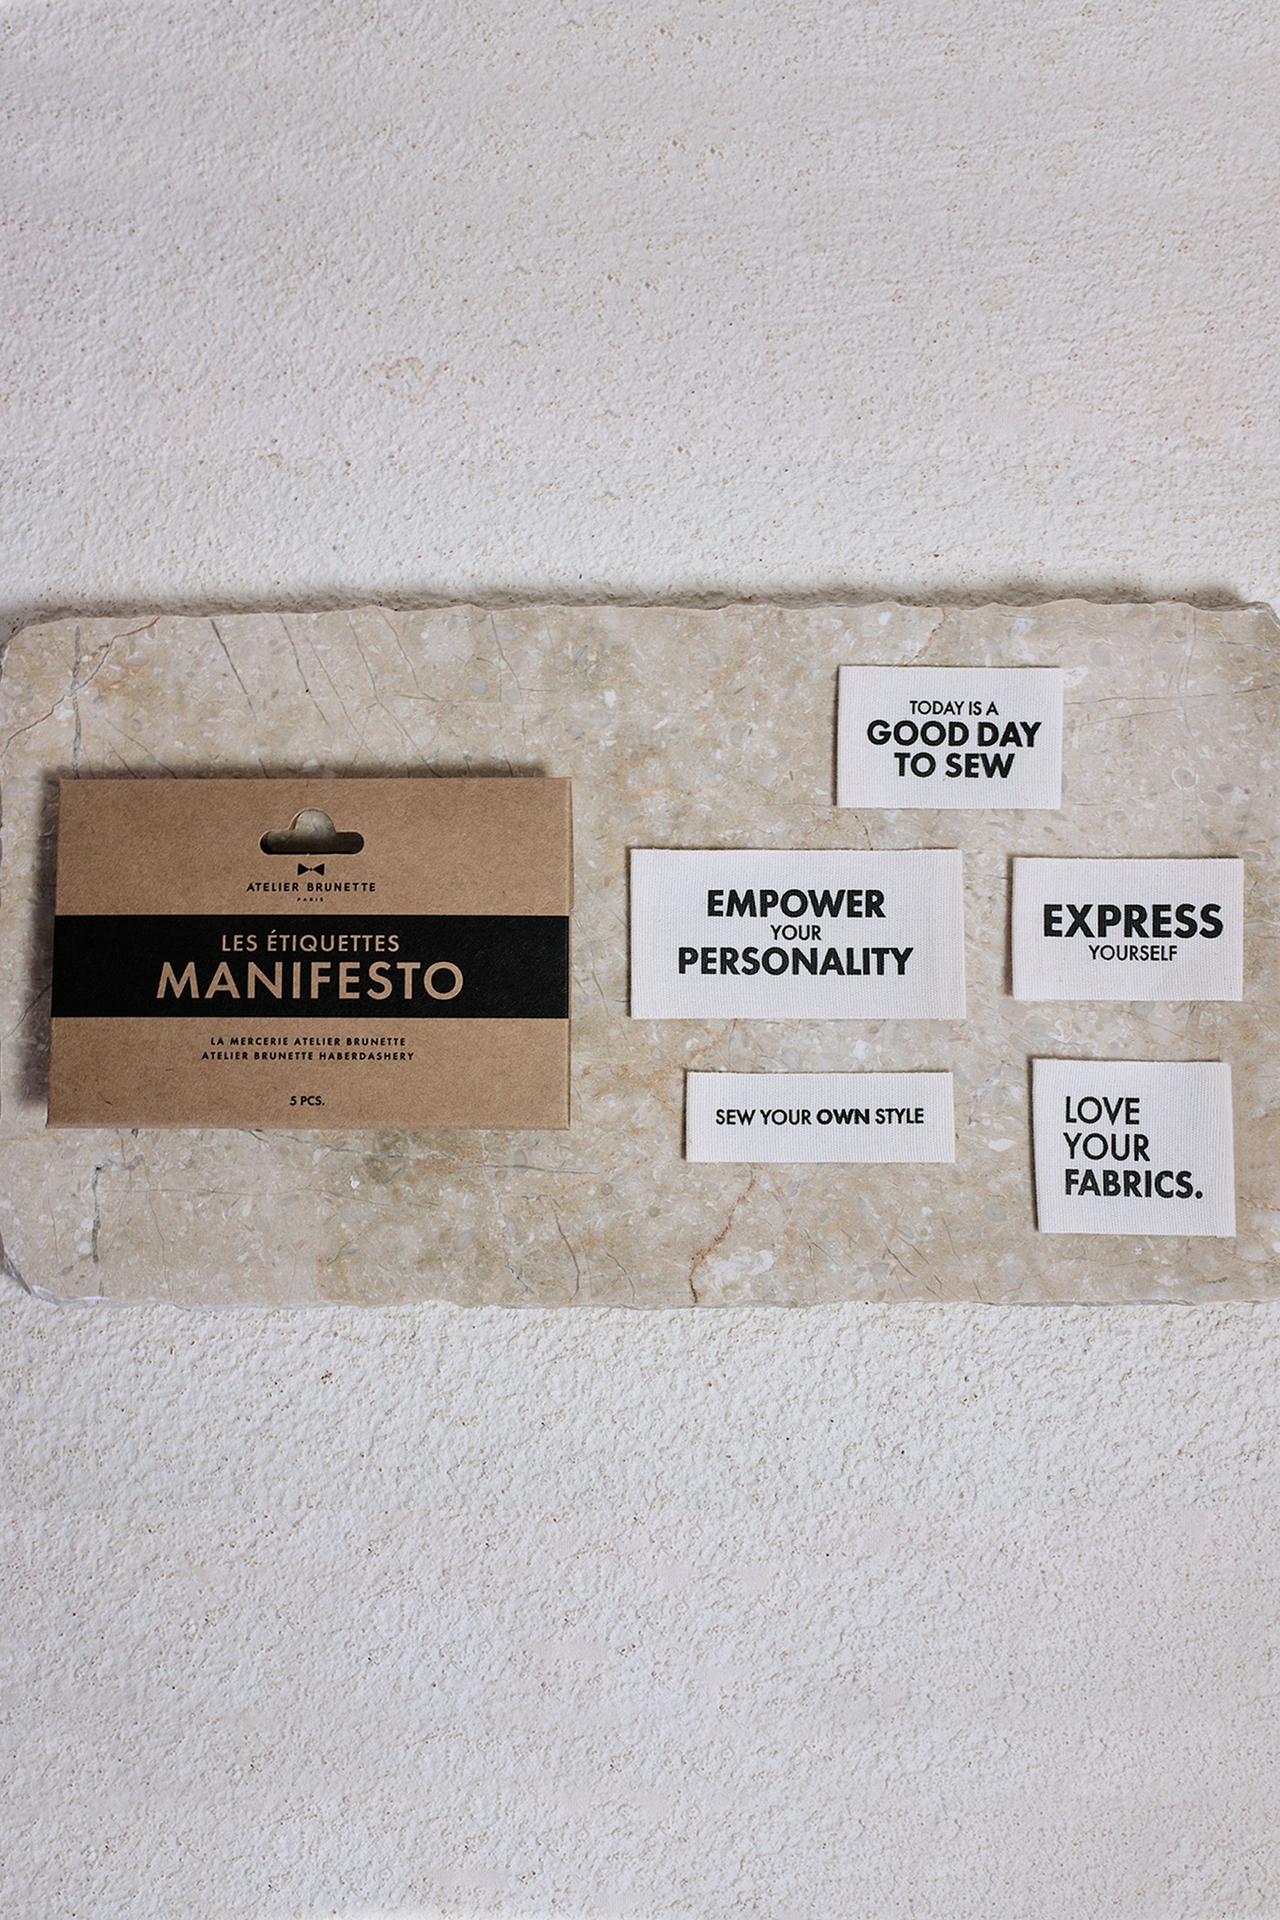 ATELIER BRUNETTE
PARIS
LES ÉTIQUETTES
MANIFESTO
LA MERCERIE ATELIER BRUNETTE
ATELIER BRUNETTE HABERDASHERY
5 PCS.
TODAY IS A
GOOD DAY
TO SEW
EMPOWER
YOUR
PERSONALITY
EXPRESS
YOURSELF
SEW YOUR OWN STYLE
LOVE
YOUR
FABRICS.